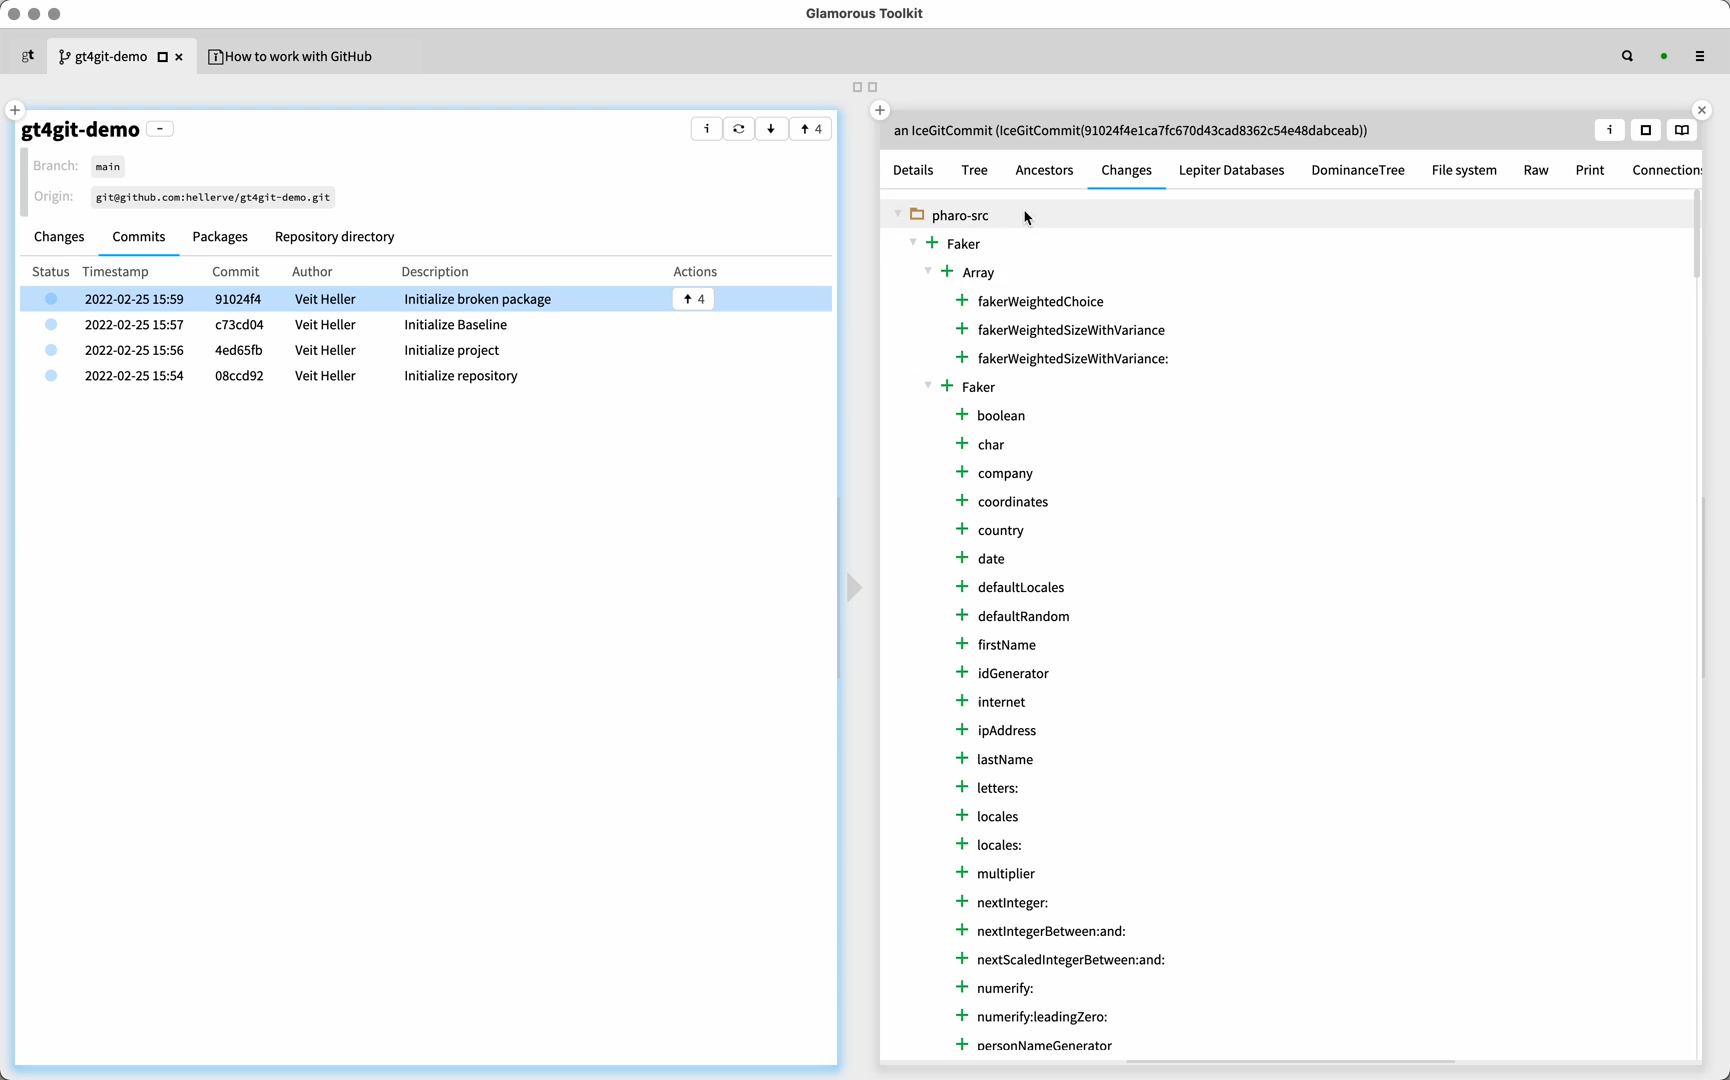 Glamorous Toolkit
gt
gt4git-demo
How to work with GitHub
gt4git-demo
4
Branch: main
Origin: git@github.com:hellerve/gt4git-demo.git
Changes Commits Packages Repository directory
Status Timestamp Commit Author Description Actions
2022-02-25 15:59 91024f4 Veit Heller Initialize broken package 4
2022-02-25 15:57 c73cd04 Veit Heller Initialize Baseline
2022-02-25 15:56 4ed65fb Veit Heller Initialize project
2022-02-25 15:54 08ccd92 Veit Heller Initialize repository
an IceGitCommit (IceGitCommit(91024f4e1ca7fc670d43cad8362c54e48dabceab))
Details Tree Ancestors Changes Lepiter Databases DominanceTree File system Raw Print Connections
pharo-src
Faker
Array
fakerWeightedChoice
fakerWeightedSizeWithVariance
fakerWeightedSizeWithVariance:
Faker
boolean
char
company
coordinates
country
date
defaultLocales
defaultRandom
firstName
idGenerator
internet
ipAddress
lastName
letters:
locales
locales:
multiplier
nextInteger:
nextIntegerBetween:and:
nextScaledIntegerBetween:and:
numerify:
numerify:leadingZero:
personNameGenerator